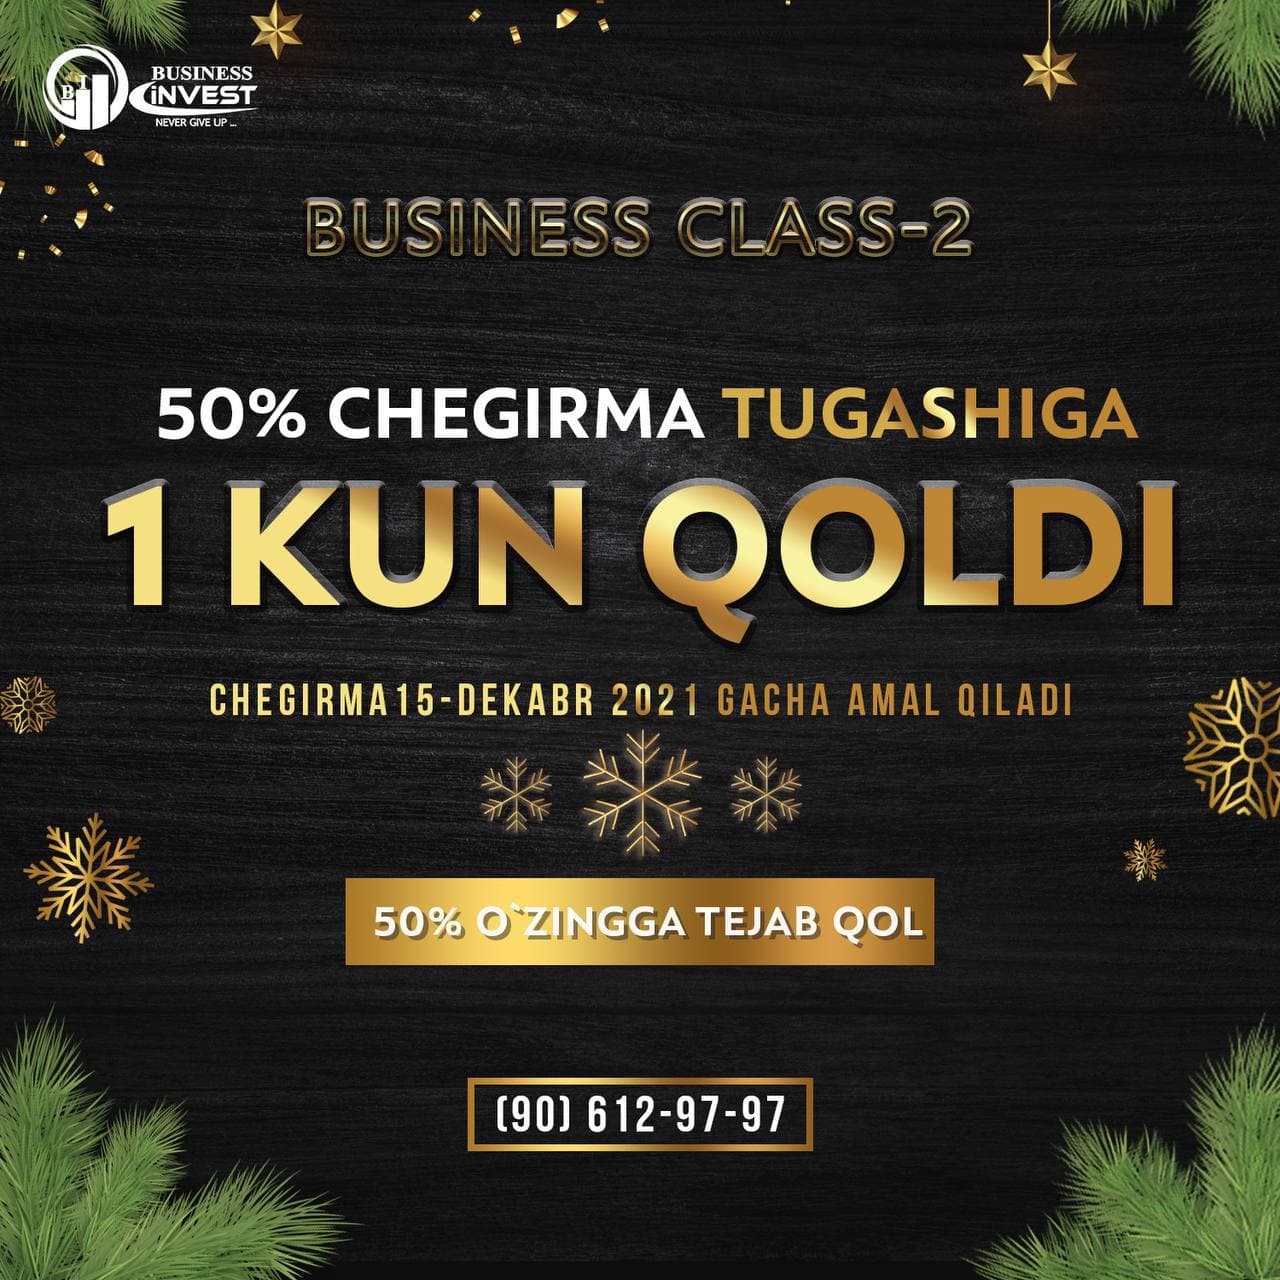 BUSINESS
INVEST
NEVER GIVE UP ...
BUSINESS CLASS-2
50% CHEGIRMA TUGASHIGA
1 KUN QOLDI
CHEGIRMA15-DEKABR 2021 GACHA AMAL QILADI
50% O`ZINGGA TEJAB QOL
(90) 612-97-97